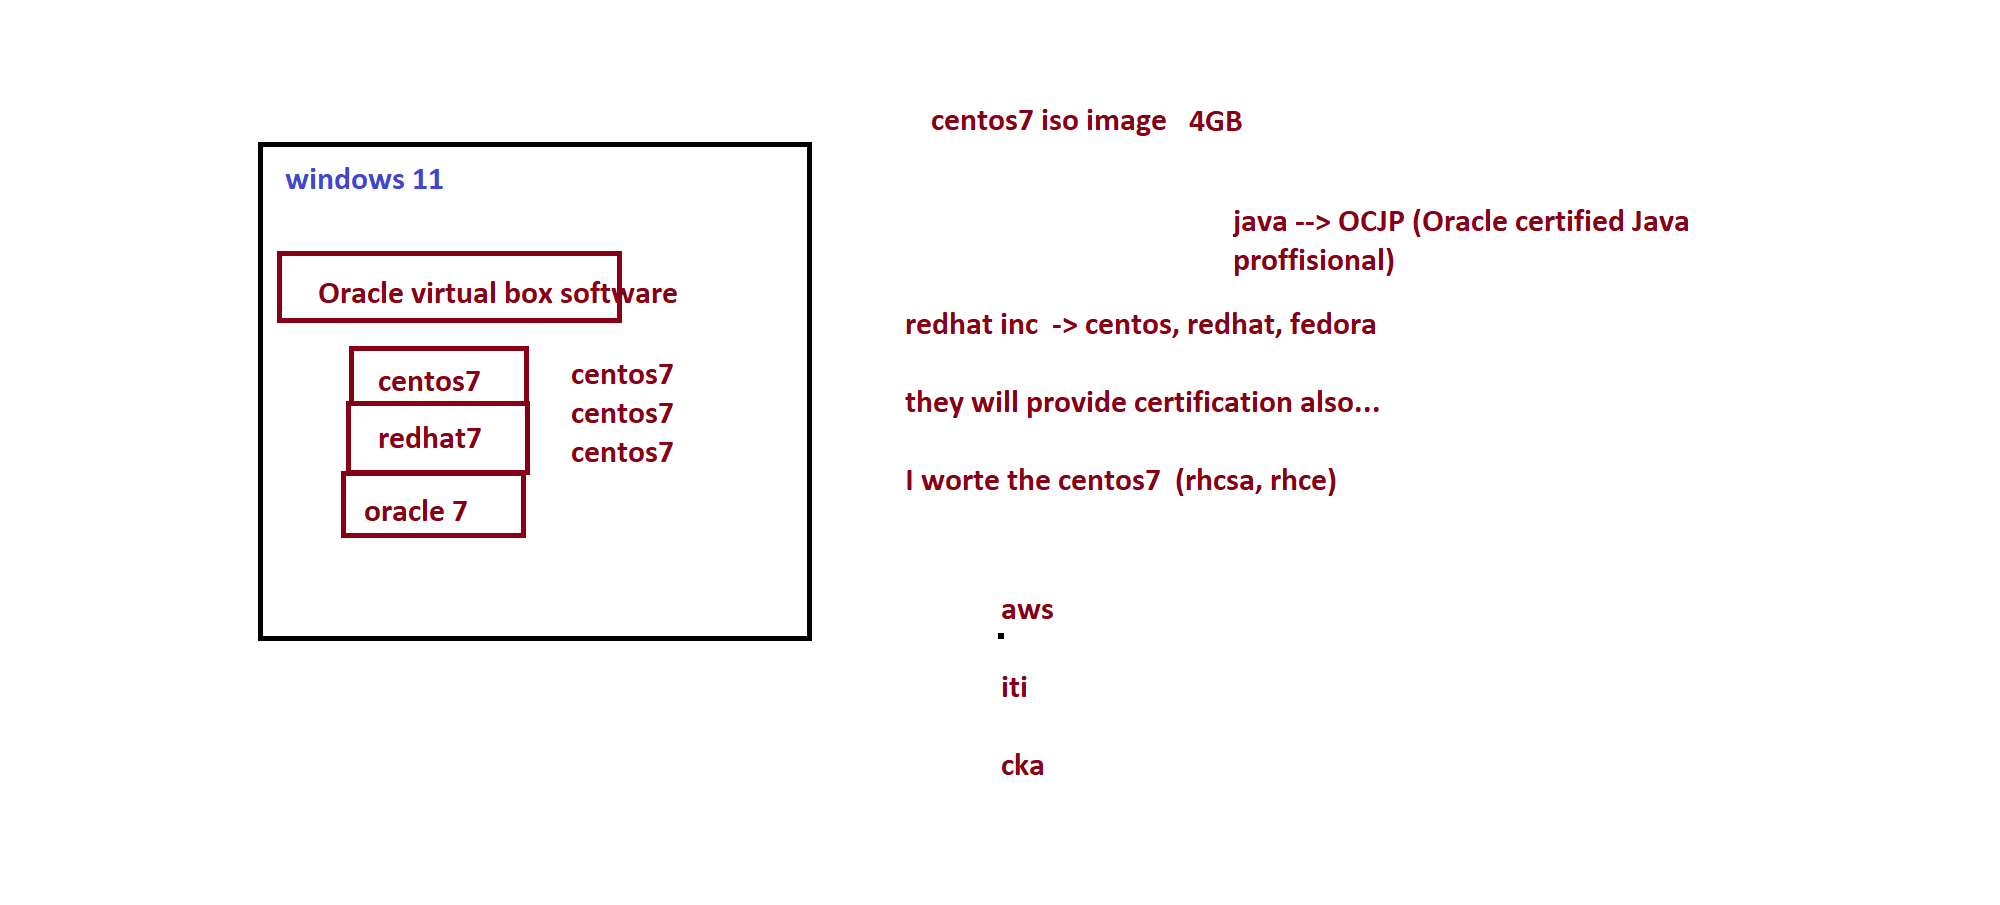 windows 11
Oracle virtual box software
centos7
redhat7
oracle 7
centos7
centos7
centos7
centos7 iso image   4GB
java --> OCJP (Oracle certified Java
proffisional)
redhat inc  -> centos, redhat, fedora
they will provide certification also...
I worte the centos7  (rhcsa, rhce)
aws
iti
cka